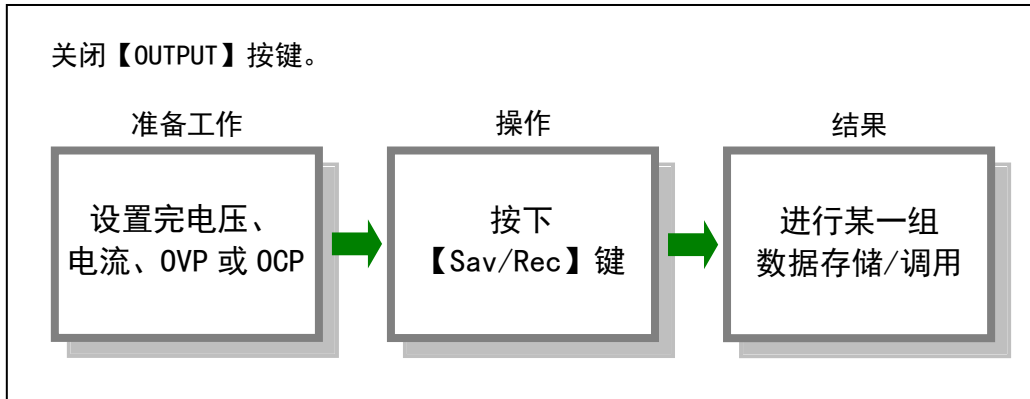 关闭【OUTPUT】按键。
准备工作
操作
结果
设置完电压、
电流、OVP 或 OCP
按下
【Sav/Rec】键
进行某一组
数据存储/调用